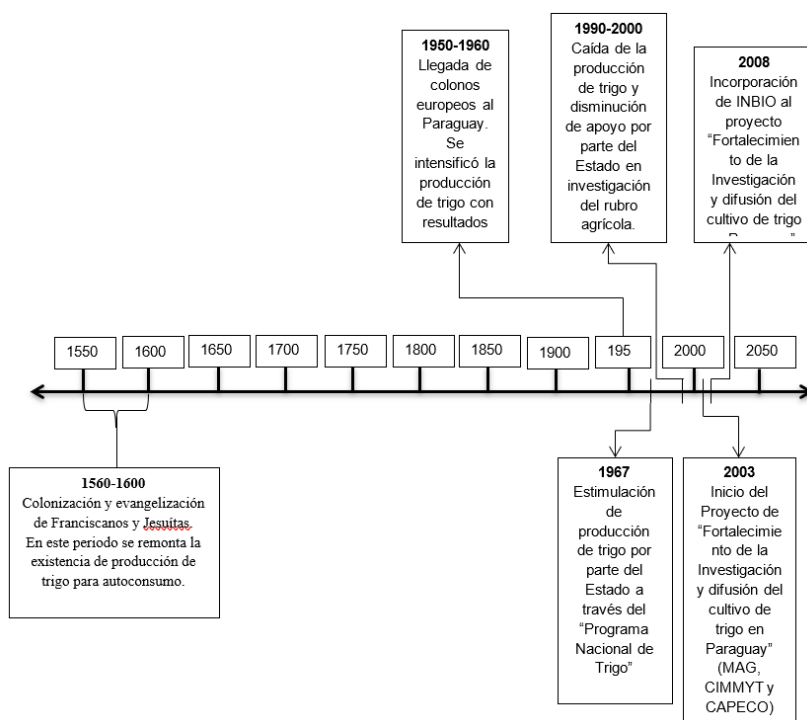 1950-1960
Llegada de
colonos
europeos al
Paraguay.
Se
intensificó la
producción
de trigo con
resultados
1990-2000
Caída de la
producción
de trigo y
disminución
de apoyo por
parte del
Estado en
investigación
del rubro
agrícola.
2008
Incorporación
de INBIO al
proyecto
“Fortalecimien
to de la
Investigación
y difusión del
cultivo de trigo
1550
1600
1650
1700
1750
1800
1850
1900
195
2000
2050
1560-1600
Colonización y evangelización
de Franciscanos y Jesuítas.
En este periodo se remonta la
existencia de producción de
trigo para autoconsumo.
1967
Estimulación
de
producción
de trigo por
parte del
Estado a
través del
“Programa
Nacional de
Trigo”
2003
Inicio del
Proyecto de
“Fortalecimie
nto de la
Investigación
y difusión del
cultivo de
trigo en
Paraguay”
(MAG,
CIMMYT y
CAPECO)